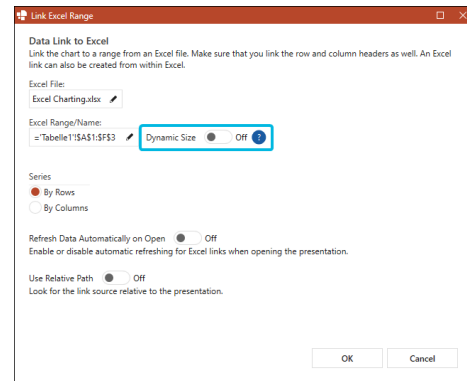 Link Excel Range
Data Link to Excel
Link the chart to a range from an Excel file. Make sure that you link the row and column headers as well. An Excel
link can also be created from within Excel.
Excel File:
Excel Charting.xlsx
Excel Range/Name:
='Tabelle1'!$A$1:$F$3 Dynamic Size Off ?
Series
By Rows
By Columns
Refresh Data Automatically on Open Off
Enable or disable automatic refreshing for Excel links when opening the presentation.
Use Relative Path Off
Look for the link source relative to the presentation.
OK Cancel